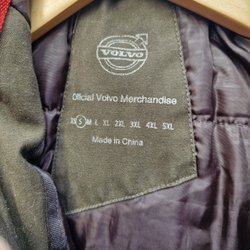 VOLVO
Official Volvo Merchandise
XS S M L XL 2XL 3XL 4XL 5XL
Made in China